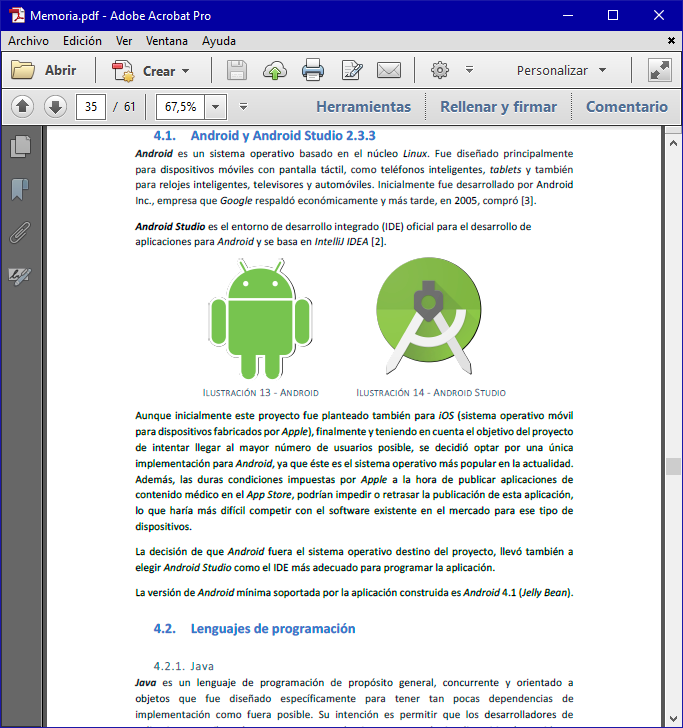 Memoria.pdf - Adobe Acrobat Pro
Archivo Edición Ver Ventana Ayuda
Abrir Crear Personalizar
35 / 61 67,5% Herramientas Rellenar y firmar Comentario
4.1. Android y Android Studio 2.3.3
Android es un sistema operativo basado en el núcleo Linux. Fue diseñado principalmente
para dispositivos móviles con pantalla táctil, como teléfonos inteligentes, tablets y también
para relojes inteligentes, televisores y automóviles. Inicialmente fue desarrollado por Android
Inc., empresa que Google respaldó económicamente y más tarde, en 2005, compró [3].
Android Studio es el entorno de desarrollo integrado (IDE) oficial para el desarrollo de
aplicaciones para Android y se basa en IntelliJ IDEA [2].
ILUSTRACIÓN 13 - ANDROID ILUSTRACIÓN 14 - ANDROID STUDIO
Aunque inicialmente este proyecto fue planteado también para iOS (sistema operativo móvil
para dispositivos fabricados por Apple), finalmente y teniendo en cuenta el objetivo del proyecto
de intentar llegar al mayor número de usuarios posible, se decidió optar por una única
implementación para Android, ya que éste es el sistema operativo más popular en la actualidad.
Además, las duras condiciones impuestas por Apple a la hora de publicar aplicaciones de
contenido médico en el App Store, podrían impedir o retrasar la publicación de esta aplicación,
lo que haría más difícil competir con el software existente en el mercado para ese tipo de
dispositivos.
La decisión de que Android fuera el sistema operativo destino del proyecto, llevó también a
elegir Android Studio como el IDE más adecuado para programar la aplicación.
La versión de Android mínima soportada por la aplicación construida es Android 4.1 (Jelly Bean).
4.2. Lenguajes de programación
4.2.1. Java
Java es un lenguaje de programación de propósito general, concurrente y orientado a
objetos que fue diseñado específicamente para tener tan pocas dependencias de
implementación como fuera posible. Su intención es permitir que los desarrolladores de